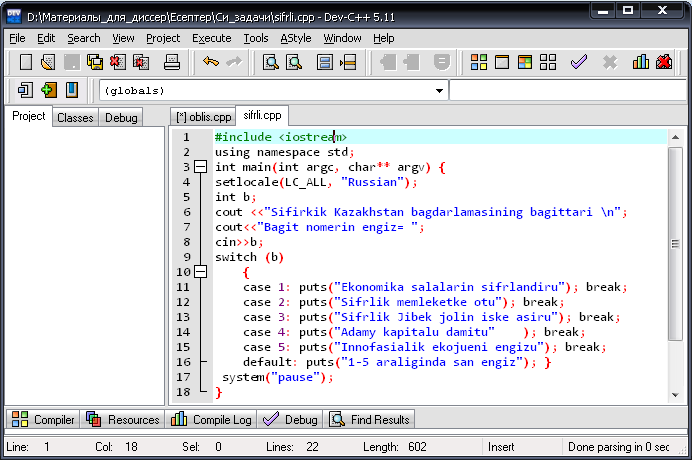 D:\Материалы_для_диссер\Есептер\Си_задачи\sifrli.cpp - Dev-C++ 5.11
File Edit Search View Project Execute Tools AStyle Window Help
(globals)
Project Classes Debug [*] oblis.cpp sifrli.cpp
1 #include <iostream>
2 using namespace std;
3 int main(int argc, char** argv) {
4 setlocale(LC_ALL, "Russian");
5 int b;
6 cout <<"Sifirkik Kazakhstan bagdarlamasining bagittari \n";
7 cout<<"Bagit nomerin engiz= ";
8 cin>>b;
9 switch (b)
10 {
11 case 1: puts("Ekonomika salalarin sifrlandiru"); break;
12 case 2: puts("Sifrlik memleketke otu"); break;
13 case 3: puts("Sifrlik Jibek jolin iske asiru"); break;
14 case 4: puts("Adamy kapitalu damitu" ); break;
15 case 5: puts("Innofasialik ekojueni engizu"); break;
16 default: puts("1-5 araliginda san engiz"); }
17 system("pause");
18 }
Compiler Resources Compile Log Debug Find Results
Line: 1 Col: 18 Sel: 0 Lines: 22 Length: 602 Insert Done parsing in 0 sec